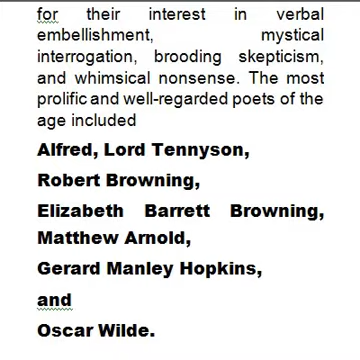 for their interest in verbal
embellishment, mystical
interrogation, brooding skepticism,
and whimsical nonsense. The most
prolific and well-regarded poets of the
age included
Alfred, Lord Tennyson,
Robert Browning,
Elizabeth Barrett Browning,
Matthew Arnold,
Gerard Manley Hopkins,
and
Oscar Wilde.